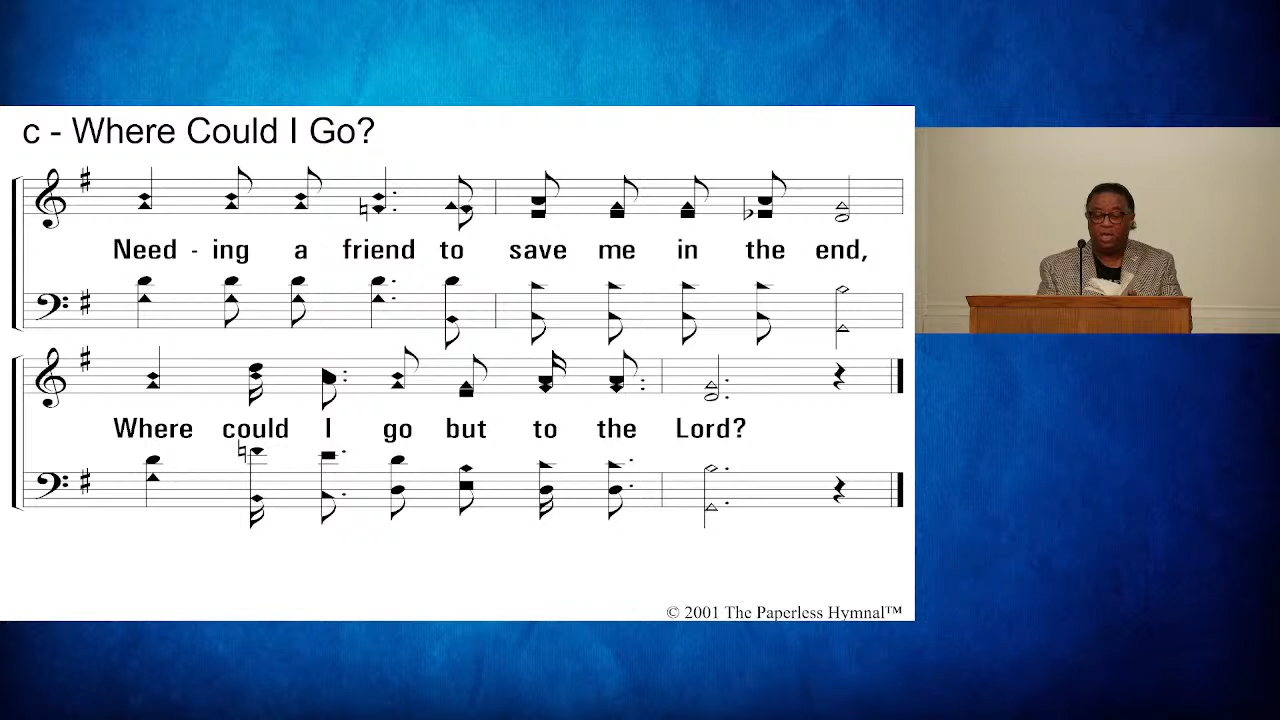 c - Where Could I Go?
Need - ing a friend to save me in the end,
Where could I go but to the Lord?
© 2001 The Paperless Hymnal™